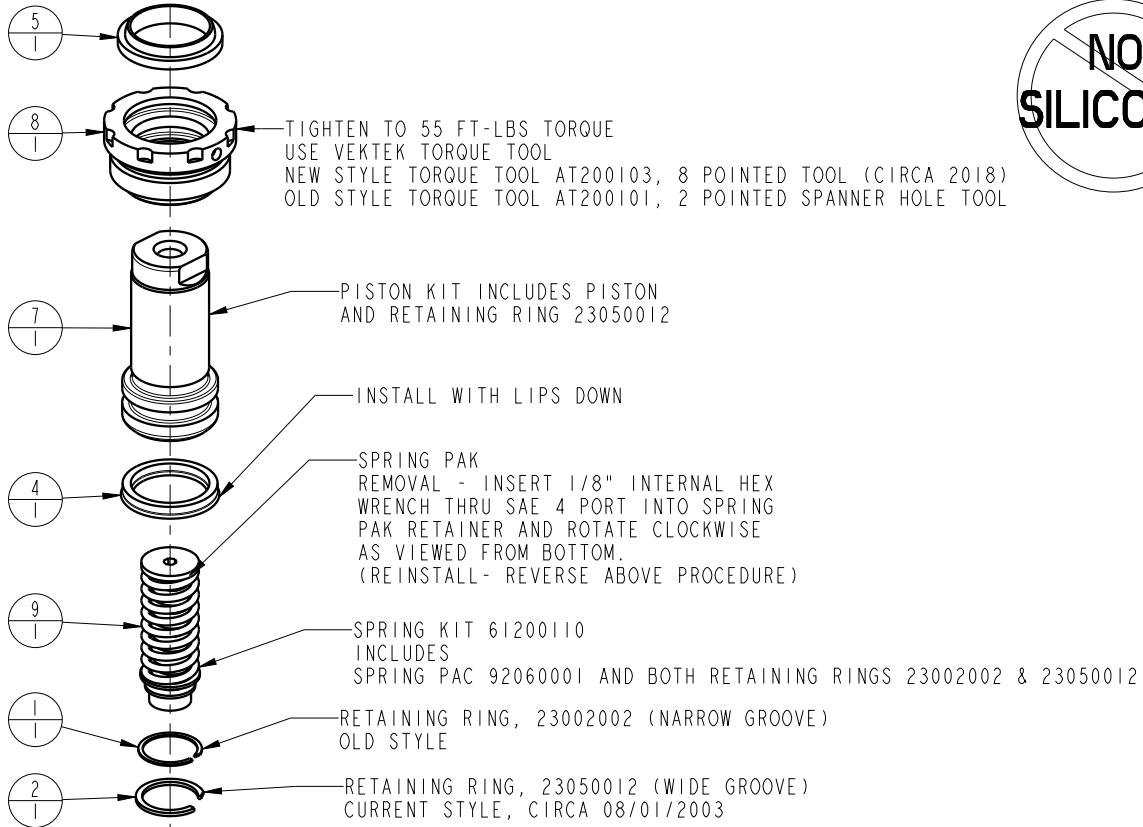 5
1
NO
8
1
TIGHTEN TO 55 FT-LBS TORQUE
USE VEKTEK TORQUE TOOL
NEW STYLE TORQUE TOOL AT200103, 8 POINTED TOOL (CIRCA 2018)
OLD STYLE TORQUE TOOL AT200101, 2 POINTED SPANNER HOLE TOOL
7
1
PISTON KIT INCLUDES PISTON
AND RETAINING RING 23050012
INSTALL WITH LIPS DOWN
4
1
SPRING PAK
REMOVAL - INSERT 1/8" INTERNAL HEX
WRENCH THRU SAE 4 PORT INTO SPRING
PAK RETAINER AND ROTATE CLOCKWISE
AS VIEWED FROM BOTTOM.
(REINSTALL- REVERSE ABOVE PROCEDURE)
9
1
SPRING KIT 61200110
INCLUDES
SPRING PAC 92060001 AND BOTH RETAINING RINGS 23002002 & 23050012
1
1
RETAINING RING, 23002002 (NARROW GROOVE)
OLD STYLE
2
1
RETAINING RING, 23050012 (WIDE GROOVE)
CURRENT STYLE, CIRCA 08/01/2003